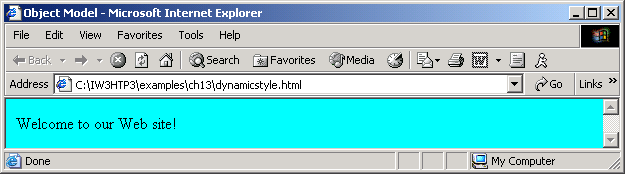 Object Model - Microsoft Internet Explorer
File Edit View Favorites Tools Help
Back Search Favorites Media
Address C:\IW3HTP3\examples\ch13\dynamicstyle.html Go Links »
Welcome to our Web site!
Done My Computer